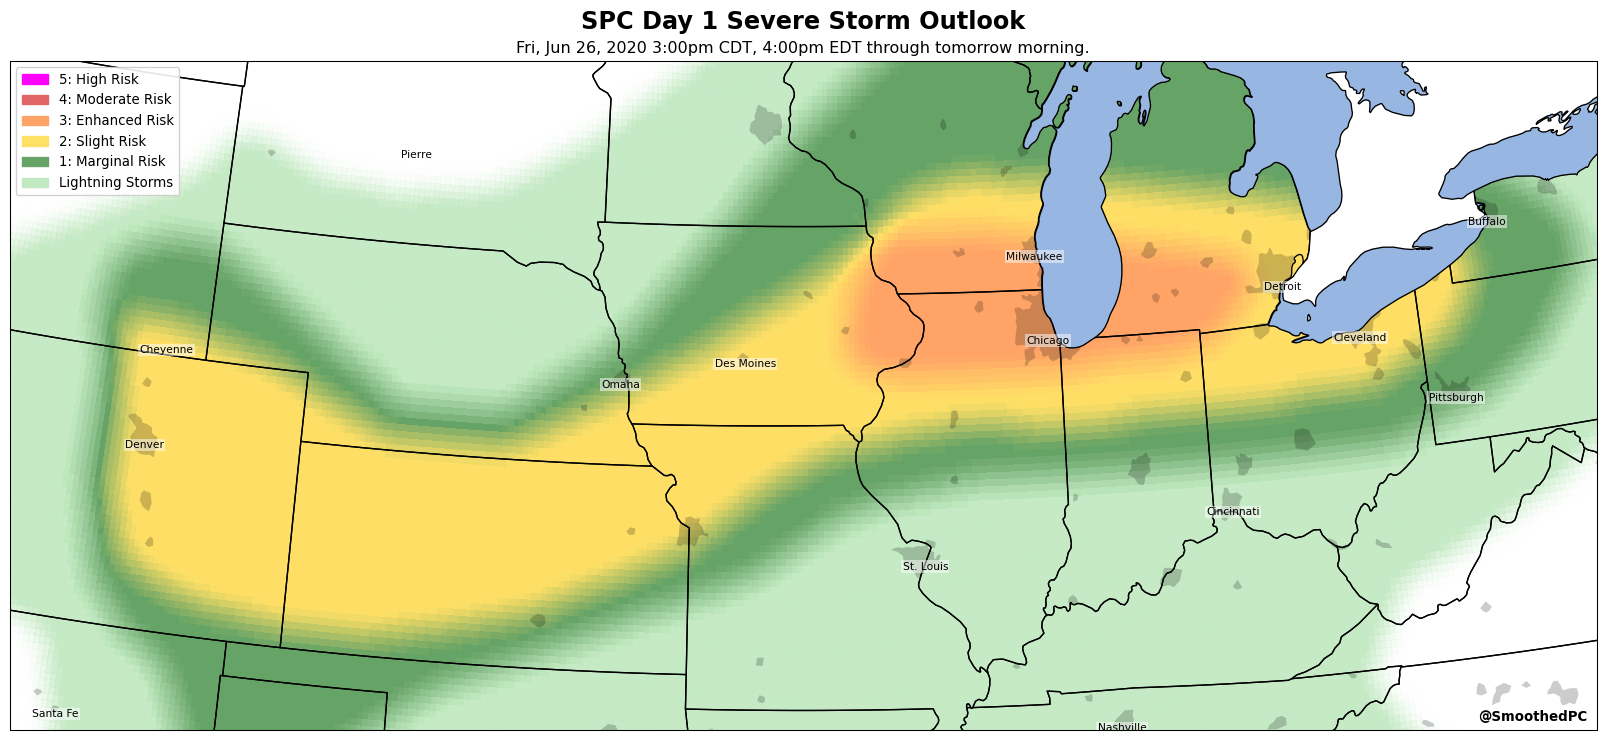 SPC Day 1 Severe Storm Outlook
Fri, Jun 26, 2020 3:00pm CDT, 4:00pm EDT through tomorrow morning.
5: High Risk
4: Moderate Risk
3: Enhanced Risk
2: Slight Risk
1: Marginal Risk
Lightning Storms
Pierre
Buffalo
Milwaukee
Detroit
Cleveland
Chicago
Cheyenne
Des Moines
Omaha
Pittsburgh
Denver
Cincinnati
St. Louis
Santa Fe
Nashville
@SmoothedPC